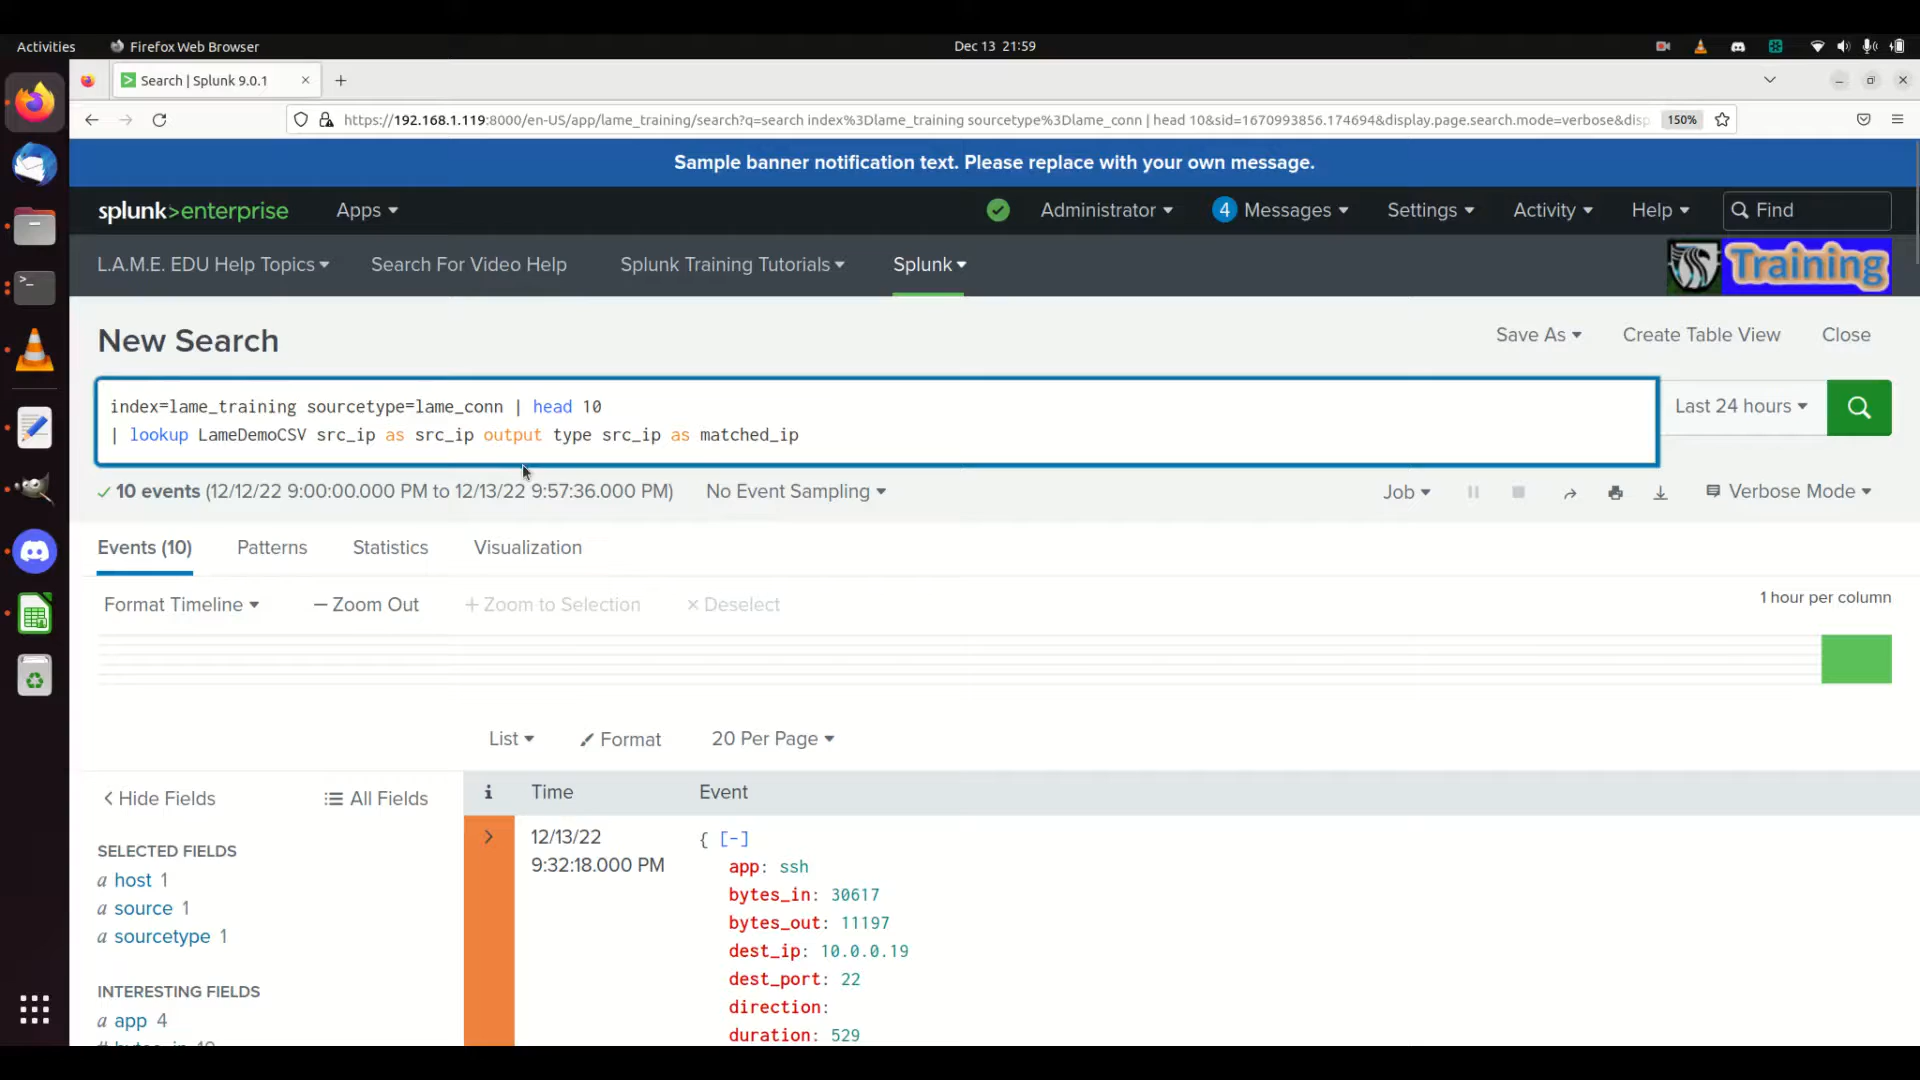 Activities Firefox Web Browser Dec 13 21:59
Search | Splunk 9.0.1
https://192.168.1.119:8000/en-US/app/lame_training/search?q=search index%3Dlame_training sourcetype%3Dlame_conn | head 10&sid=1670993856.174694&display.page.search.mode=verbose&disp 150%
Sample banner notification text. Please replace with your own message.
splunk>enterprise Apps Administrator 4 Messages Settings Activity Help Find
L.A.M.E. EDU Help Topics Search For Video Help Splunk Training Tutorials Splunk Training
New Search Save As Create Table View Close
index=lame_training sourcetype=lame_conn | head 10 Last 24 hours
| lookup LameDemoCSV src_ip as src_ip output type src_ip as matched_ip
10 events (12/12/22 9:00:00.000 PM to 12/13/22 9:57:36.000 PM) No Event Sampling Job Verbose Mode
Events (10) Patterns Statistics Visualization
Format Timeline — Zoom Out + Zoom to Selection × Deselect 1 hour per column
List Format 20 Per Page
< Hide Fields All Fields i Time Event
SELECTED FIELDS
a host 1
a source 1
a sourcetype 1
INTERESTING FIELDS
a app 4
# bytes_in 10
> 12/13/22
9:32:18.000 PM
{ [-]
app: ssh
bytes_in: 30617
bytes_out: 11197
dest_ip: 10.0.0.19
dest_port: 22
direction:
duration: 529